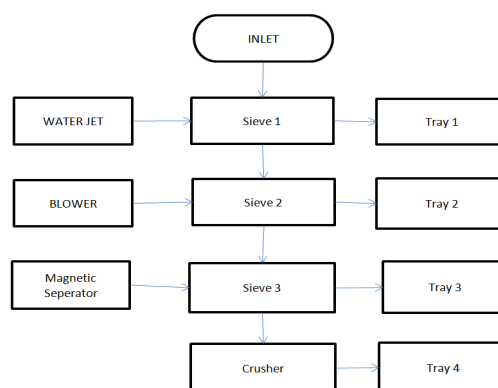 INLET
WATER JET
Sieve 1
Tray 1
BLOWER
Sieve 2
Tray 2
Magnetic
Seperator
Sieve 3
Tray 3
Crusher
Tray 4